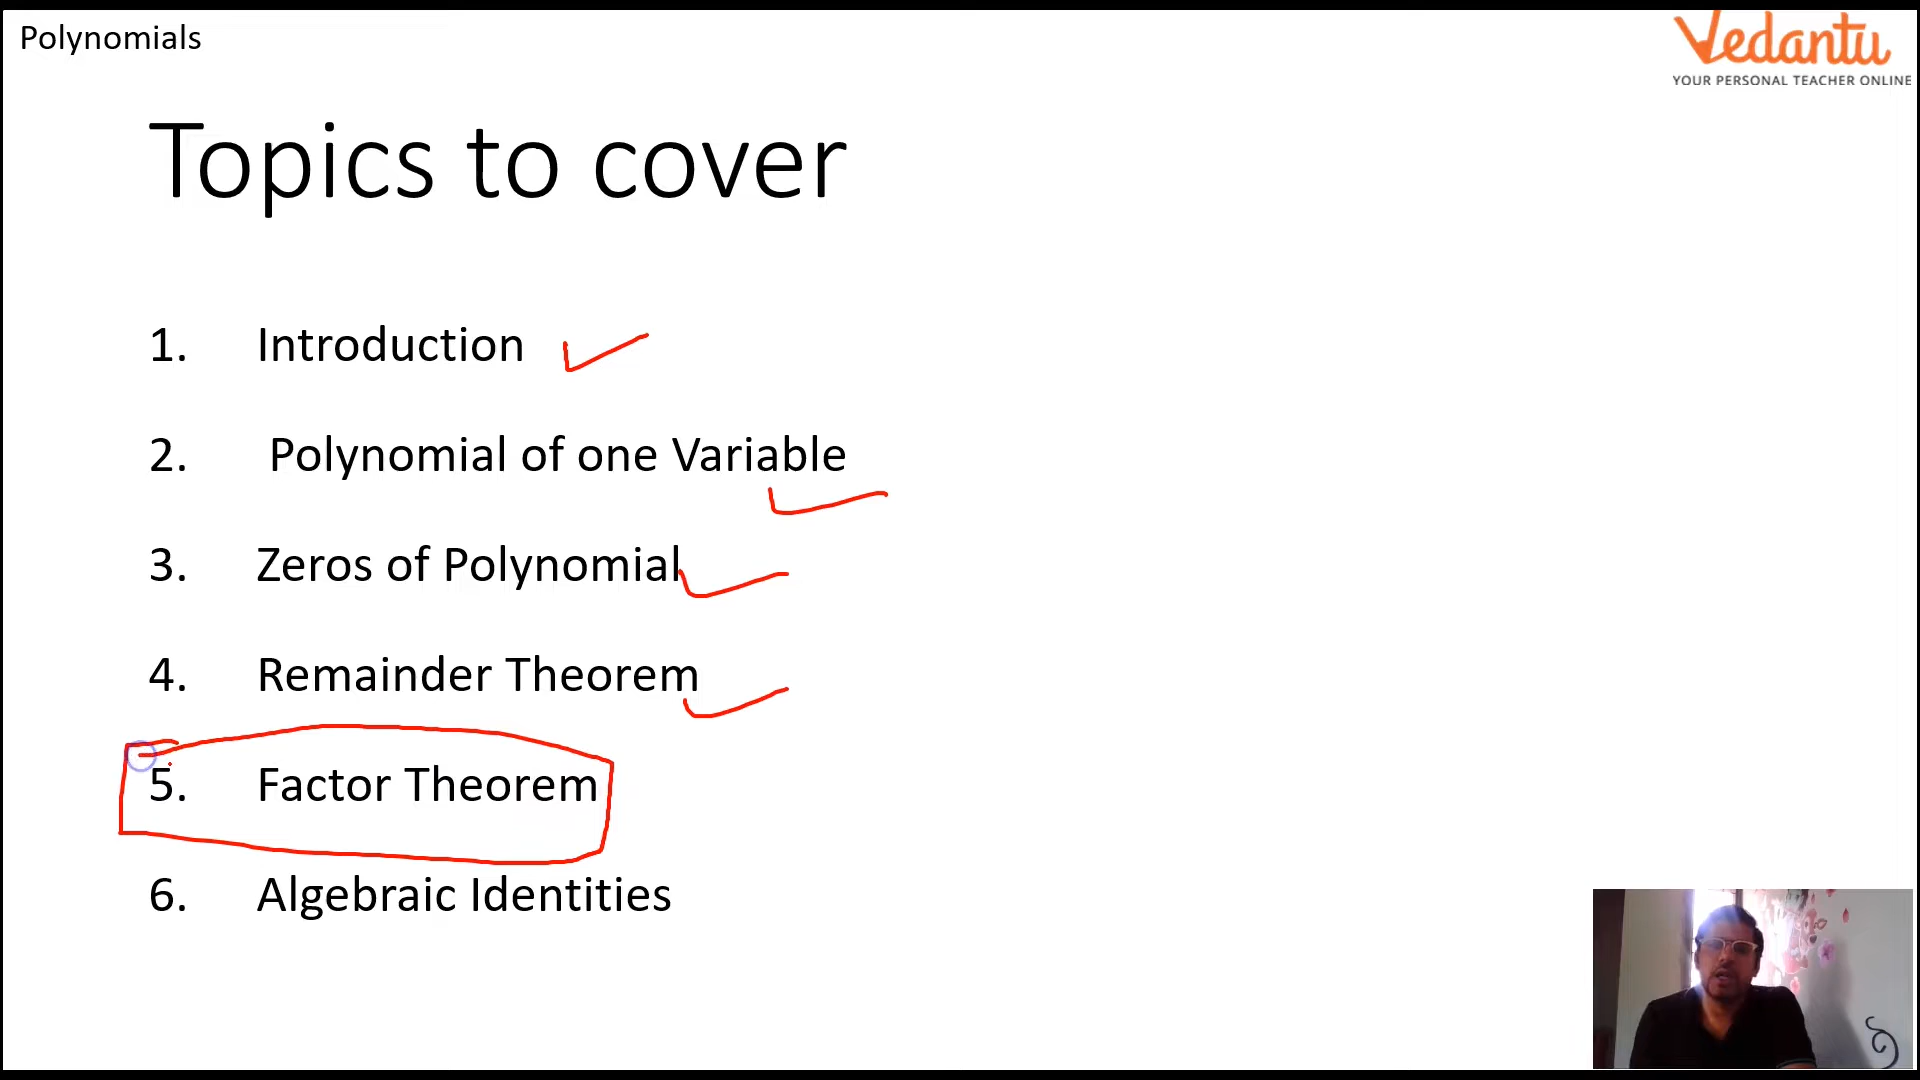 Polynomials
Vedantu
YOUR PERSONAL TEACHER ONLINE
Topics to cover
1. Introduction
2. Polynomial of one Variable
3. Zeros of Polynomial
4. Remainder Theorem
5. Factor Theorem
6. Algebraic Identities